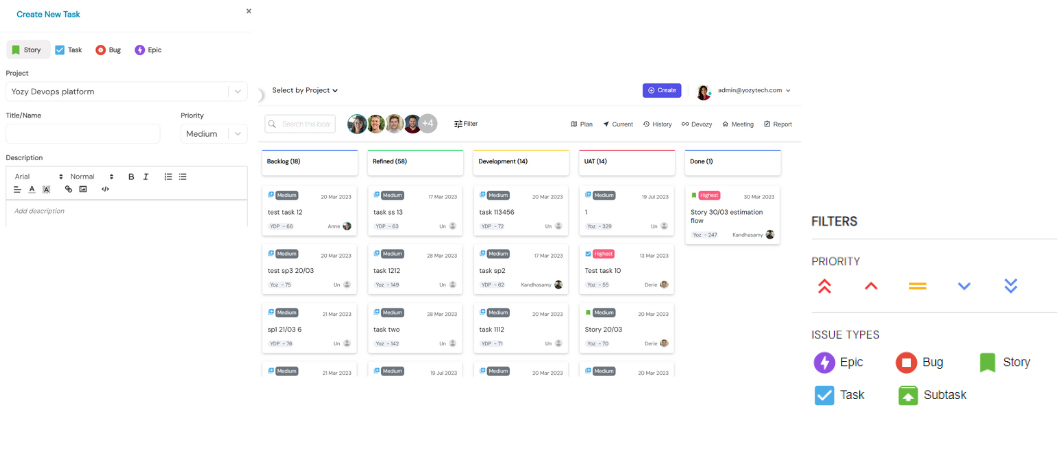 Create New Task
×
Story Task Bug Epic
Project
Yozy Devops platform
Title/Name Priority
Medium
Description
Arial Normal B I
A A </>
Add description
Select by Project
Create admin@yozytech.com
Search the board +4 Filter
Plan Current History Devozy Meeting Report
Backlog (18) Refined (58) Development (14) UAT (14) Done (1)
Medium 20 Mar 2023
test task 12
YDP - 60 Anne
Medium 17 Mar 2023
task ss 13
YDP - 63 Un
Medium 20 Mar 2023
task 113456
YDP - 72 Un
Medium 19 Jul 2023
1
Yoz - 329 Un
Highest 30 Mar 2023
Story 30/03 estimation
flow
Yoz - 247 Kandhasamy
Medium 20 Mar 2023
test sp3 20/03
Yoz - 75 Un
Medium 28 Mar 2023
task 1212
Yoz - 149 Un
Medium 17 Mar 2023
task sp2
YDP - 62 Kandhasamy
Highest 13 Mar 2023
Test task 10
Yoz - 55 Derie
Medium 21 Mar 2023
sp1 21/03 6
YDP - 78 Un
Medium 28 Mar 2023
task two
Yoz - 142 Un
Medium 20 Mar 2023
task 1112
YDP - 71 Un
Medium 20 Mar 2023
Story 20/03
Yoz - 70 Derie
Medium 21 Mar 2023
Medium 19 Jul 2023
Medium 20 Mar 2023
Medium 20 Mar 2023
FILTERS
PRIORITY
ISSUE TYPES
Epic Bug Story
Task Subtask